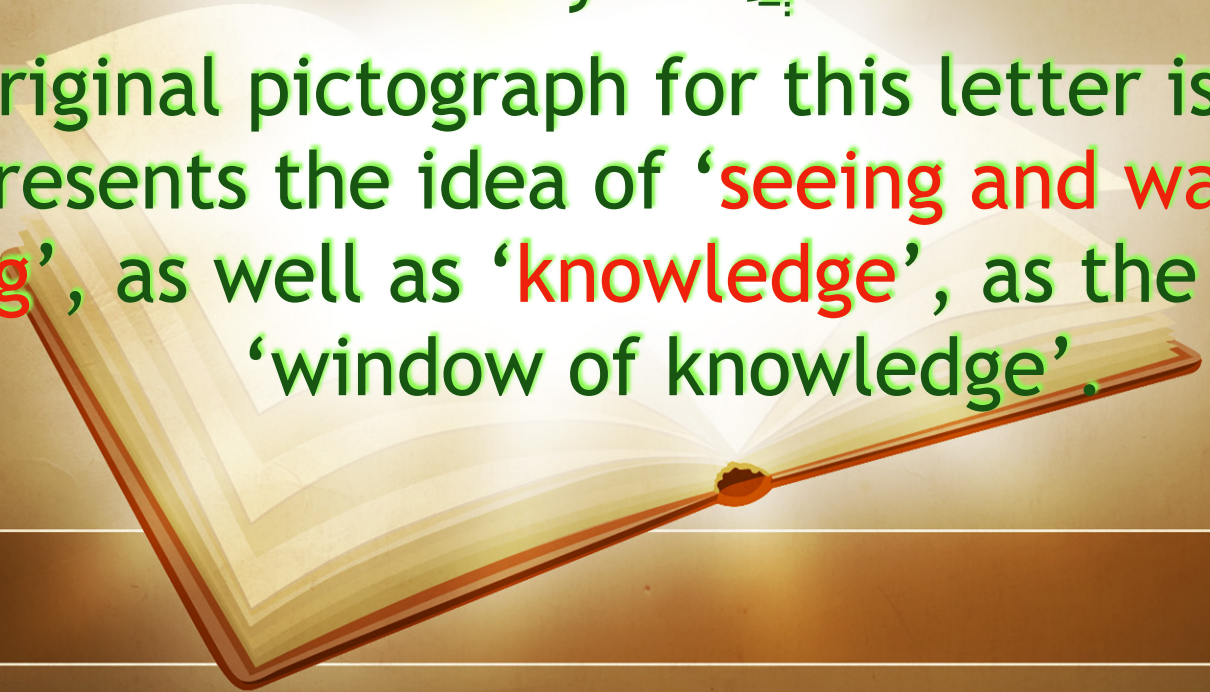 riginal pictograph for this letter is
resents the idea of ‘seeing and wa
g’, as well as ‘knowledge’, as the
‘window of knowledge’.